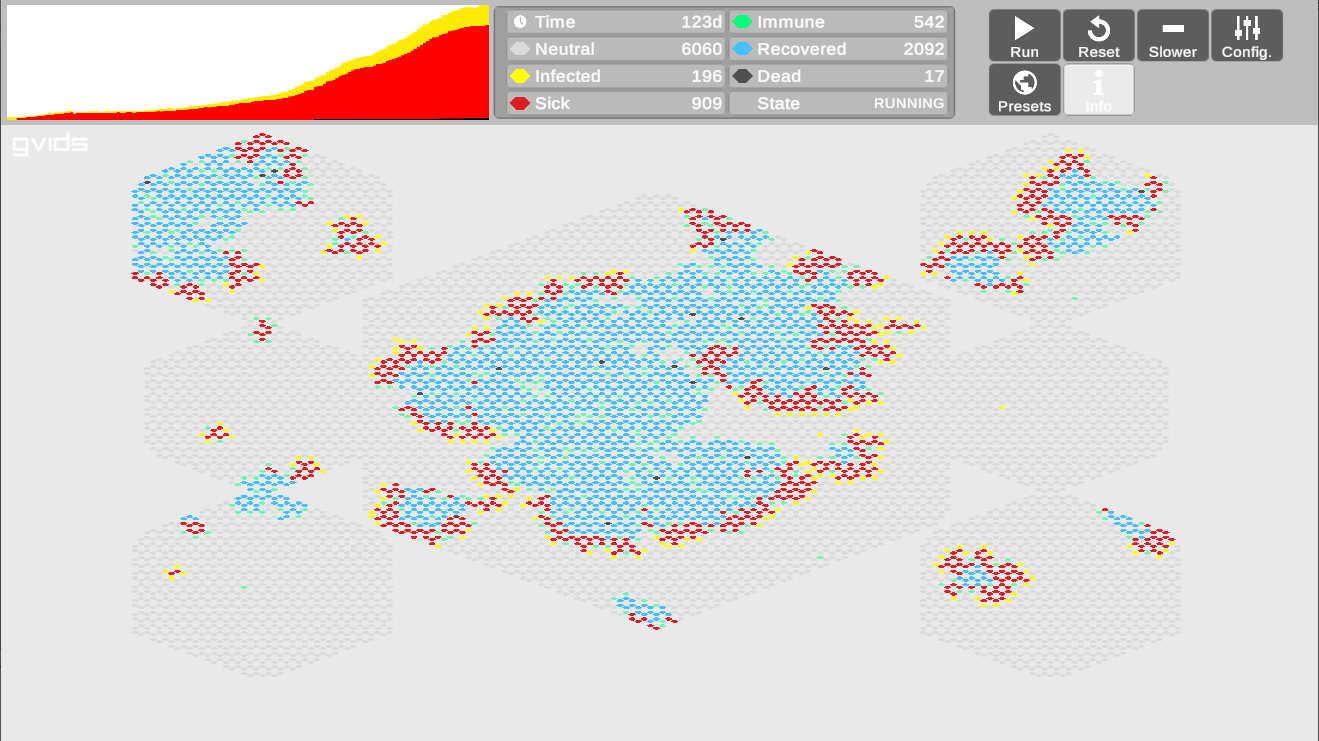 Time 123d
Immune 542
Neutral 6060
Recovered 2092
Infected 196
Dead 17
Sick 909
State RUNNING
Run
Reset
Slower
Config.
Presets
Info
gvids